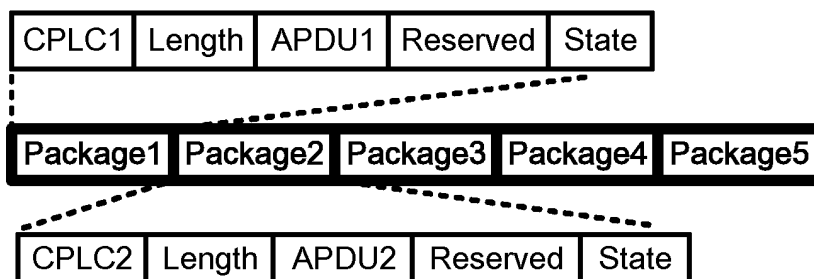 CPLC1 Length APDU1 Reserved State
Package1 Package2 Package3 Package4 Package5
CPLC2 Length APDU2 Reserved State